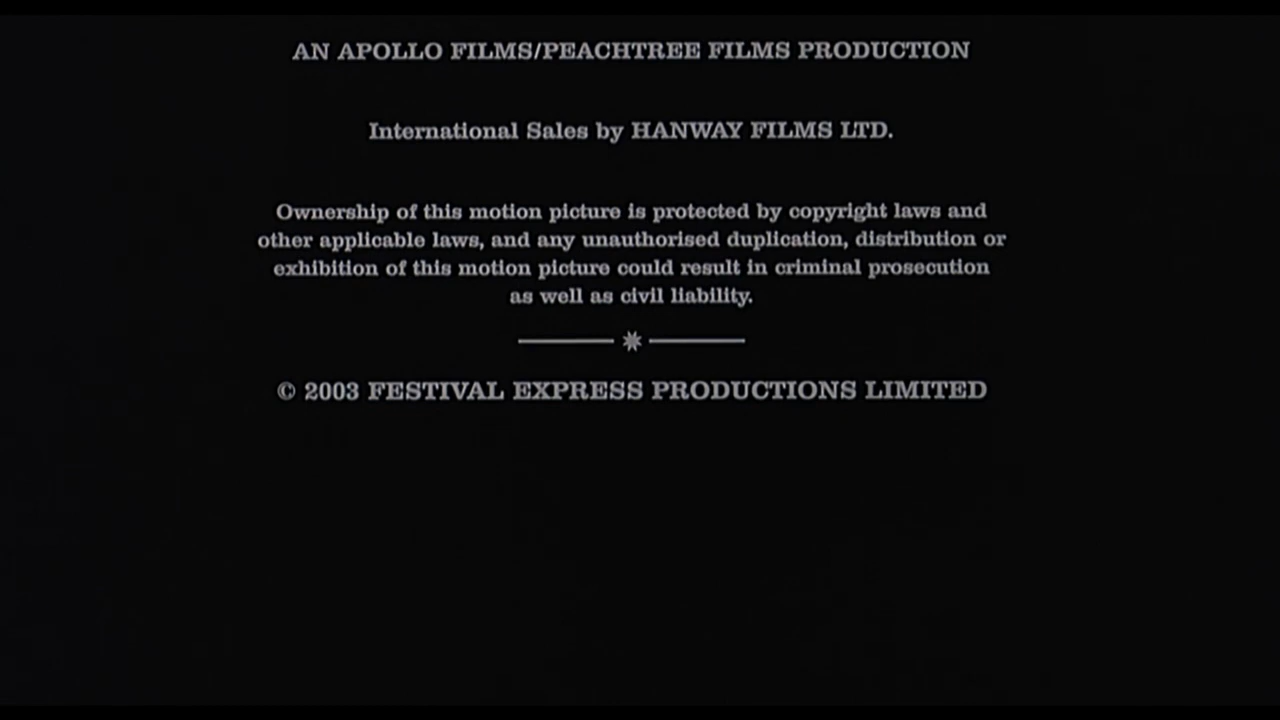 AN APOLLO FILMS/PEACHTREE FILMS PRODUCTION
International Sales by HANWAY FILMS LTD.
Ownership of this motion picture is protected by copyright laws and
other applicable laws, and any unauthorised duplication, distribution or
exhibition of this motion picture could result in criminal prosecution
as well as civil liability.
© 2003 FESTIVAL EXPRESS PRODUCTIONS LIMITED